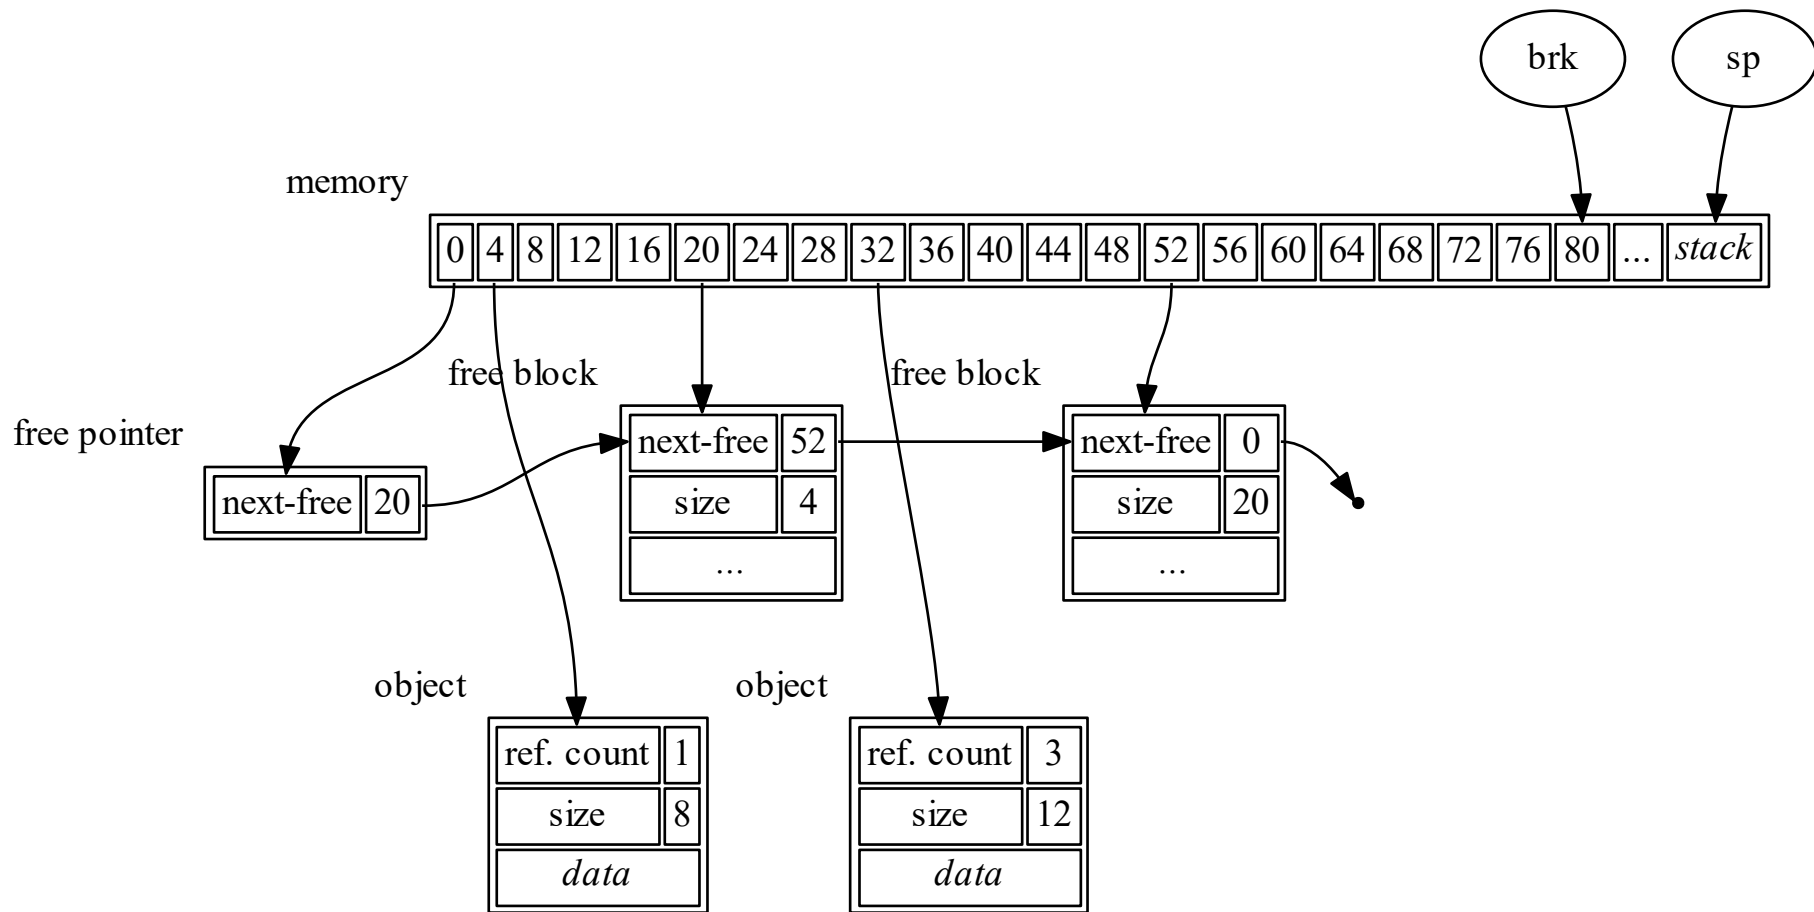 brk sp
memory
0 4 8 12 16 20 24 28 32 36 40 44 48 52 56 60 64 68 72 76 80 ... stack
free block free block
free pointer
next-free 52 next-free 0
next-free 20
size 4 size 20
... ...
object object
ref. count 1 ref. count 3
size 8 size 12
data data